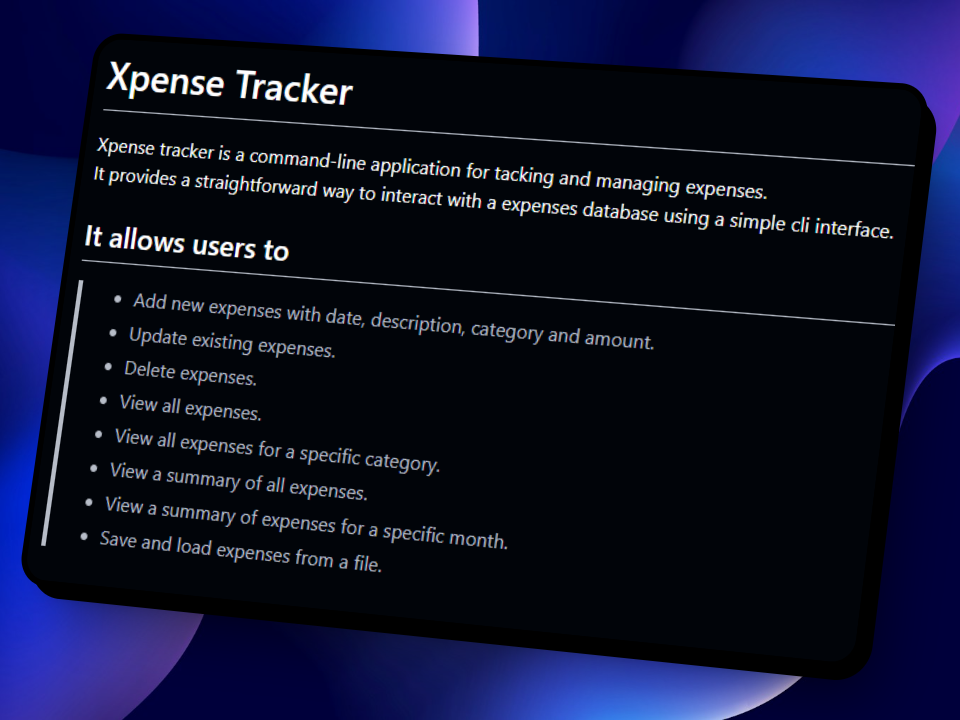 Xpense Tracker
Xpense tracker is a command-line application for tacking and managing expenses.
It provides a straightforward way to interact with a expenses database using a simple cli interface.
It allows users to
Add new expenses with date, description, category and amount.
Update existing expenses.
Delete expenses.
View all expenses.
View all expenses for a specific category.
View a summary of all expenses.
View a summary of expenses for a specific month.
Save and load expenses from a file.